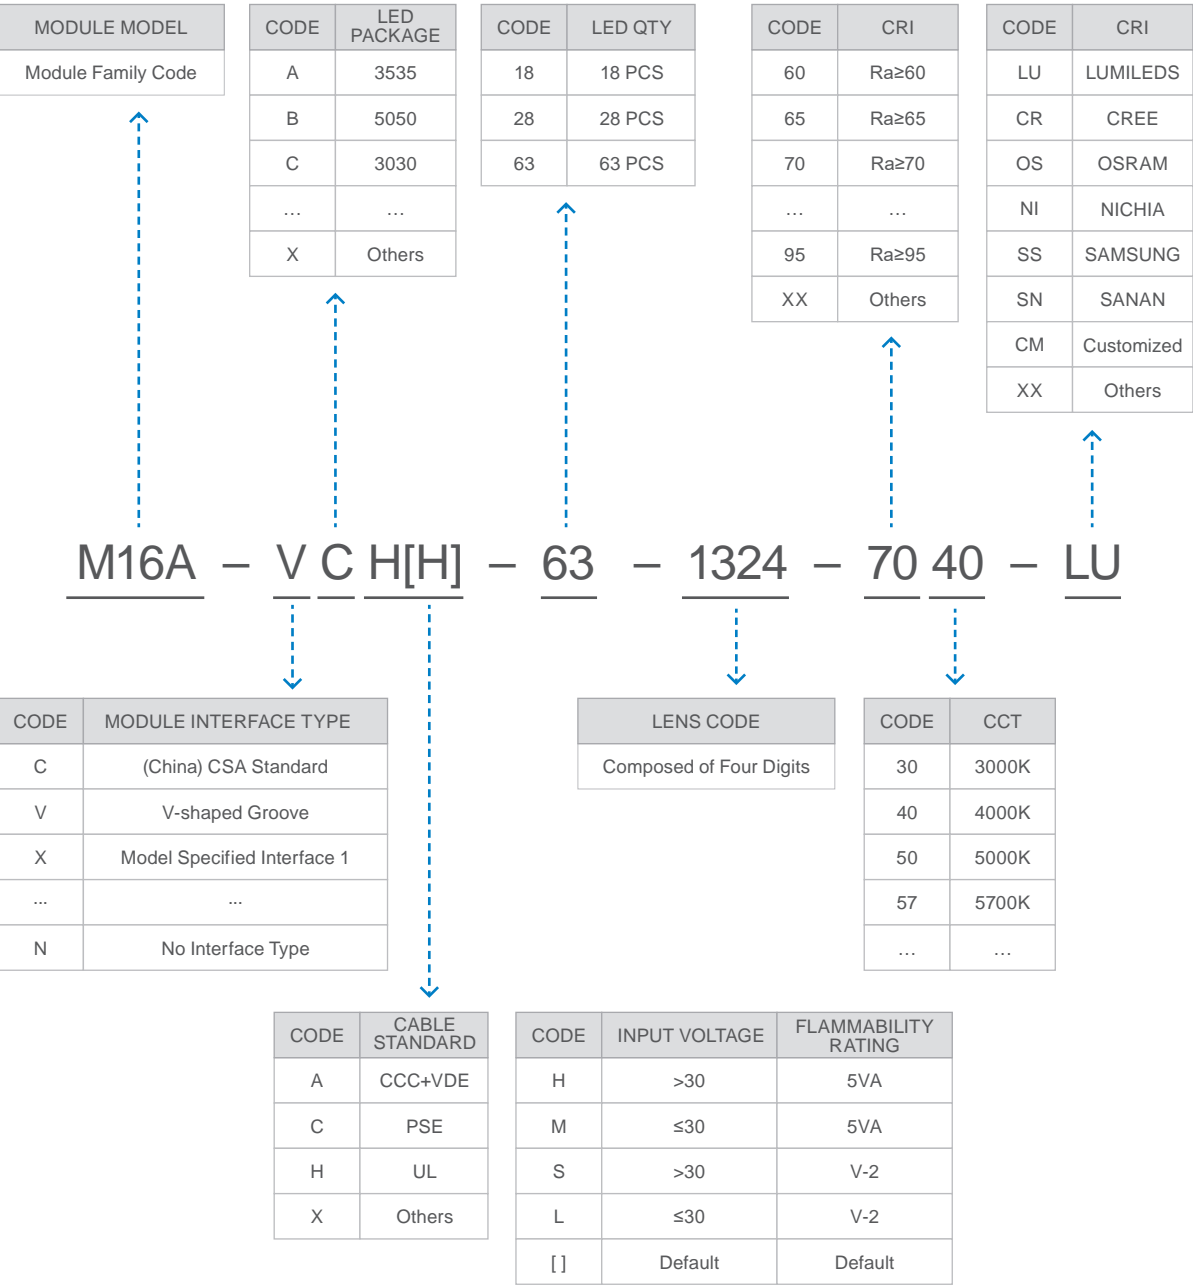 MODULE MODEL
Module Family Code
CODE LED PACKAGE
A 3535
B 5050
C 3030
... ...
X Others
CODE LED QTY
18 18 PCS
28 28 PCS
63 63 PCS
CODE CRI
60 Ra≥60
65 Ra≥65
70 Ra≥70
... ...
95 Ra≥95
XX Others
CODE CRI
LU LUMILEDS
CR CREE
OS OSRAM
NI NICHIA
SS SAMSUNG
SN SANAN
CM Customized
XX Others
M16A – V C H[H] – 63 – 1324 – 70 40 – LU
CODE MODULE INTERFACE TYPE
C (China) CSA Standard
V V-shaped Groove
X Model Specified Interface 1
... ...
N No Interface Type
LENS CODE
Composed of Four Digits
CODE CCT
30 3000K
40 4000K
50 5000K
57 5700K
... ...
CODE CABLE STANDARD
A CCC+VDE
C PSE
H UL
X Others
CODE INPUT VOLTAGE FLAMMABILITY RATING
H >30 5VA
M ≤30 5VA
S >30 V-2
L ≤30 V-2
[ ] Default Default